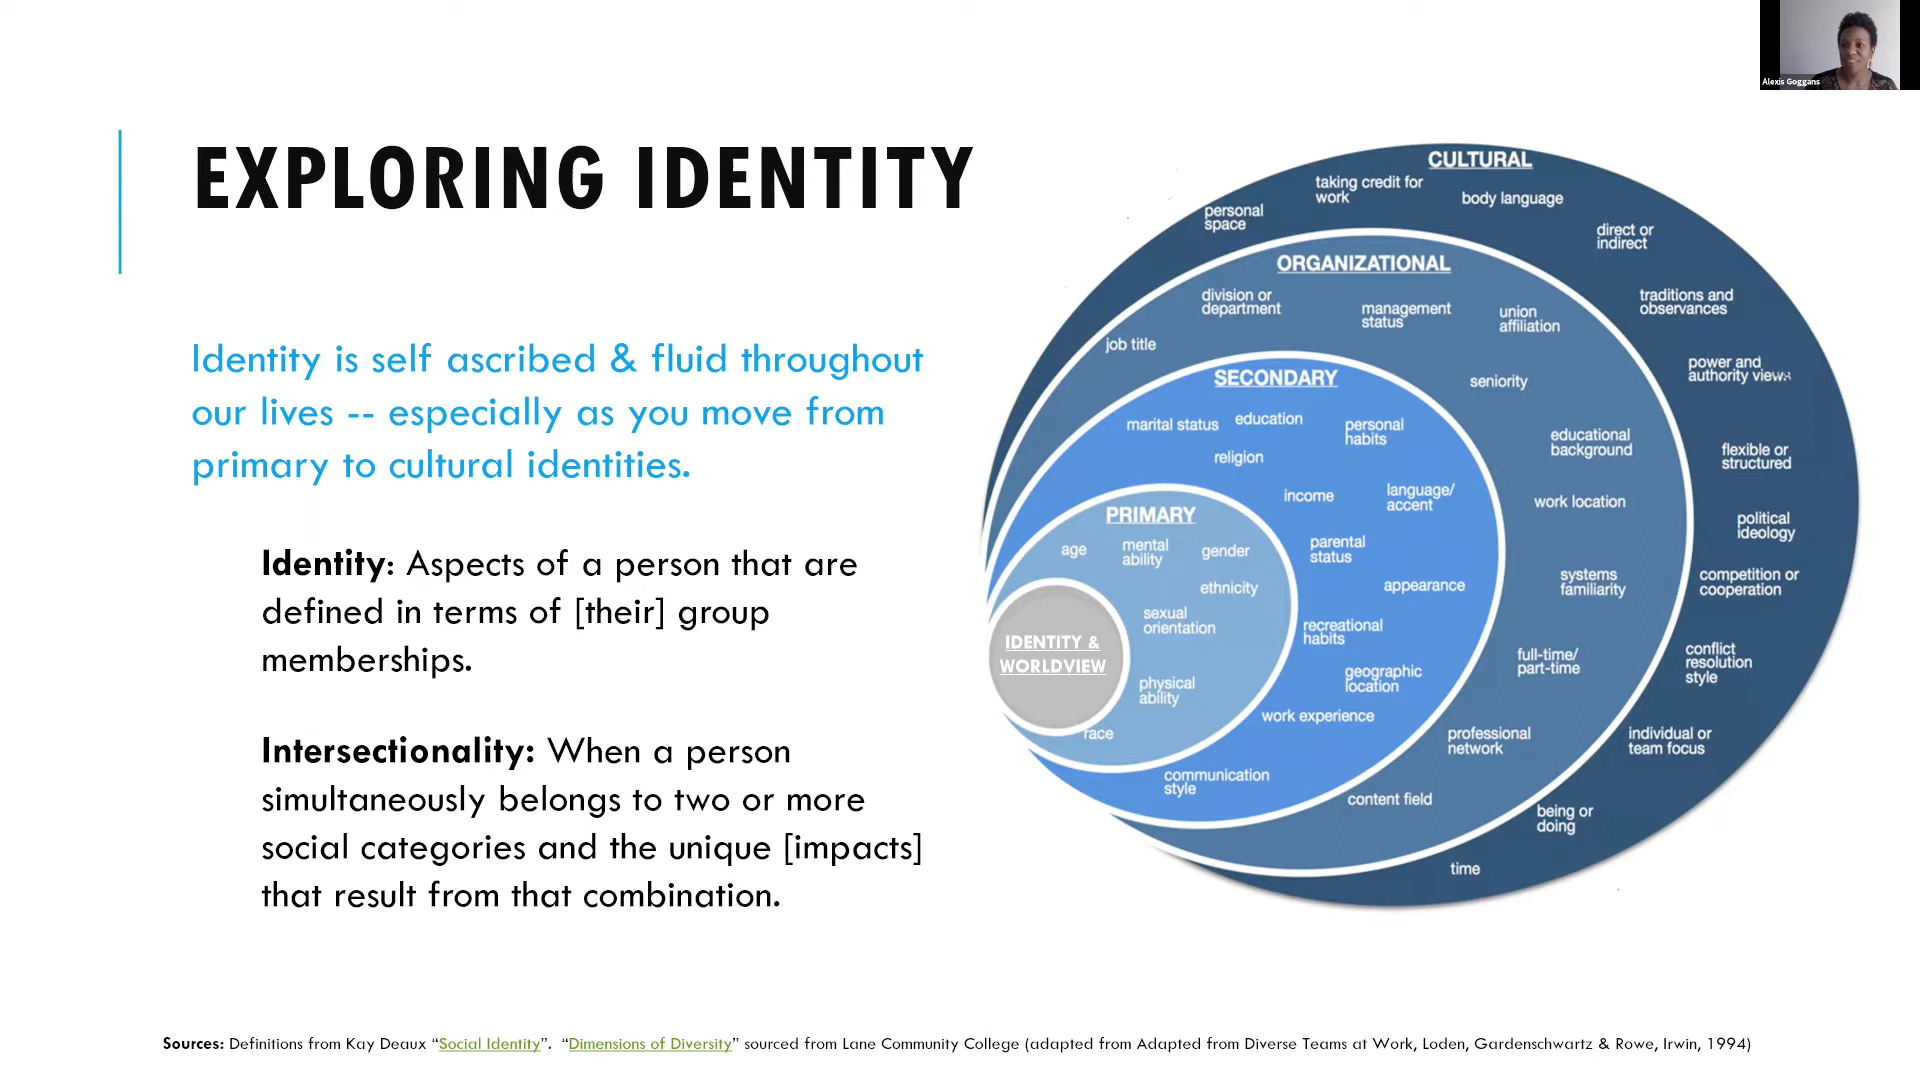 Alexis Goggans
EXPLORING IDENTITY
Identity is self ascribed & fluid throughout
our lives -- especially as you move from
primary to cultural identities.
Identity: Aspects of a person that are
defined in terms of [their] group
memberships.
Intersectionality: When a person
simultaneously belongs to two or more
social categories and the unique [impacts]
that result from that combination.
CULTURAL
taking credit for
work
body language
personal
space
direct or
indirect
traditions and
observances
power and
authority views
flexible or
structured
political
ideology
competition or
cooperation
conflict
resolution
style
individual or
team focus
being or
doing
time
ORGANIZATIONAL
division or
department
management
status
union
affiliation
job title
seniority
educational
background
work location
systems
familiarity
full-time/
part-time
professional
network
content field
SECONDARY
marital status
education
personal
habits
religion
income
language/
accent
parental
status
appearance
recreational
habits
geographic
location
work experience
communication
style
PRIMARY
age
mental
ability
gender
ethnicity
sexual
orientation
physical
ability
race
IDENTITY &
WORLDVIEW
Sources: Definitions from Kay Deaux “Social Identity”. “Dimensions of Diversity” sourced from Lane Community College (adapted from Adapted from Diverse Teams at Work, Loden, Gardenschwartz & Rowe, Irwin, 1994)